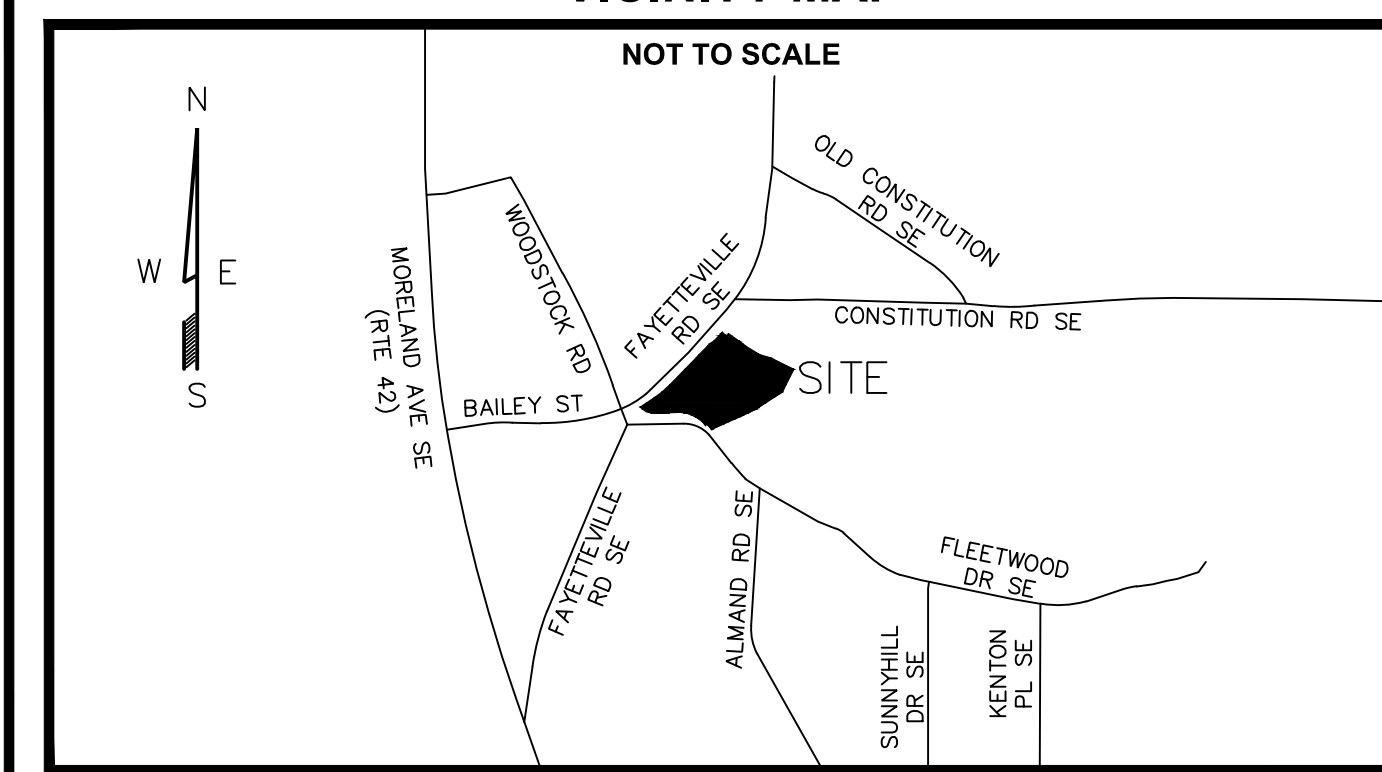 VICINITY MAP
NOT TO SCALE
N
W E
S
OLD CONSTITUTION
RD SE
WOODSTOCK RD
FAYETTEVILLE
RD SE
MORELAND AVE SE
(RTE 42)
CONSTITUTION RD SE
SITE
BAILEY ST
FAYETTEVILLE
RD SE
ALMAND RD SE
FLEETWOOD
DR SE
SUNNYHILL
DR SE
KENTON
PL SE